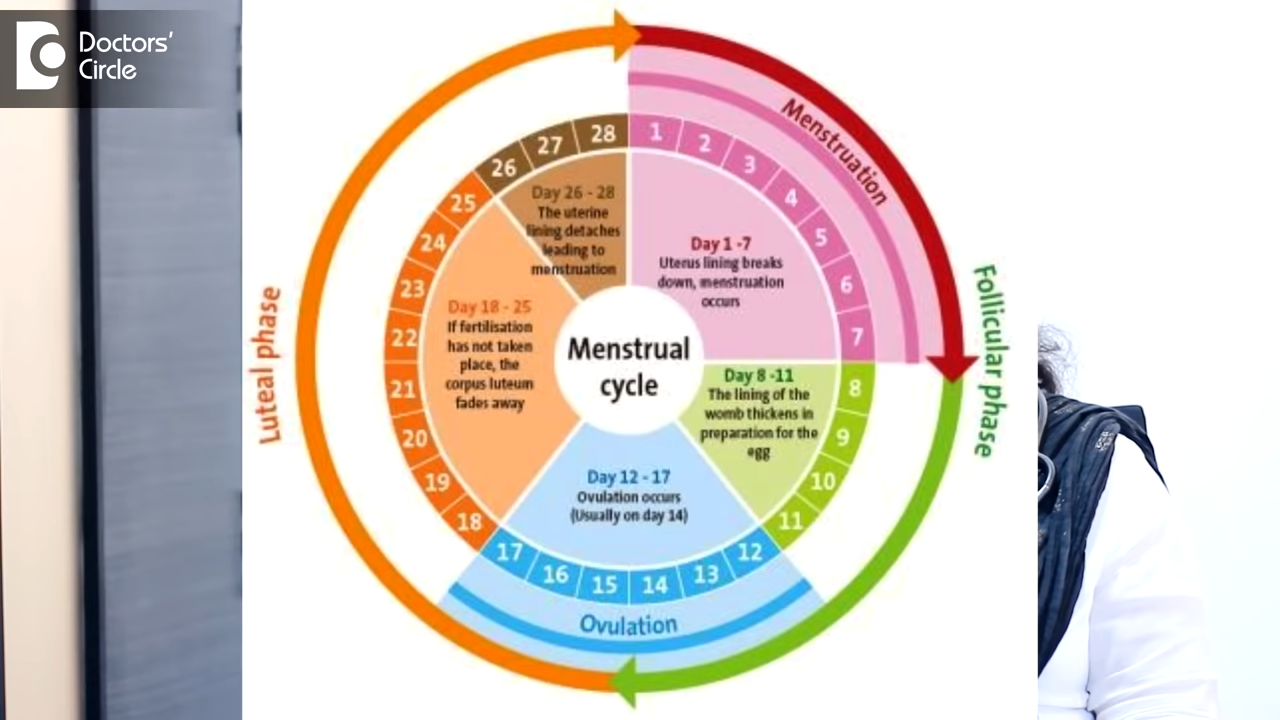 Doctors'
Circle
Menstruation
Follicular phase
Luteal phase
Ovulation
1
2
3
4
5
6
7
8
9
10
11
12
13
14
15
16
17
18
19
20
21
22
23
24
25
26
27
28
Day 1 -7
Uterus lining breaks
down, menstruation
occurs
Day 8 -11
The lining of the
womb thickens in
preparation for the
egg
Day 12 - 17
Ovulation occurs
(Usually on day 14)
Day 18 - 25
If fertilisation
has not taken
place, the
corpus luteum
fades away
Day 26 - 28
The uterine
lining detaches
leading to
menstruation
Menstrual
cycle